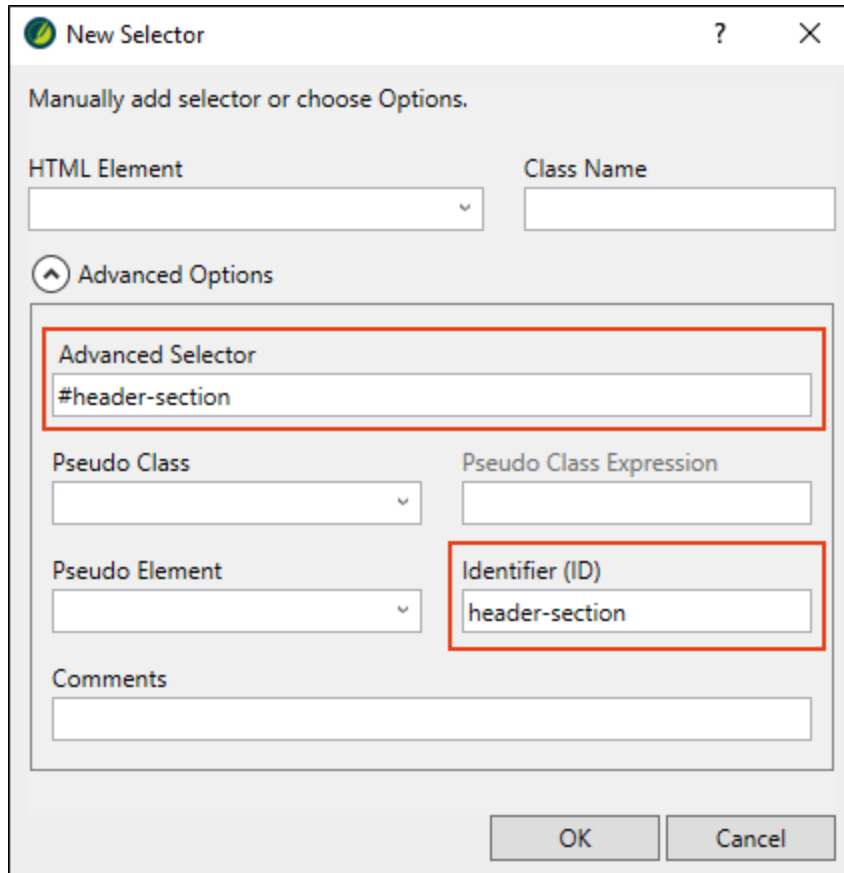 New Selector
?
Manually add selector or choose Options.
HTML Element
Class Name
Advanced Options
Advanced Selector
#header-section
Pseudo Class
Pseudo Class Expression
Pseudo Element
Identifier (ID)
header-section
Comments
OK
Cancel